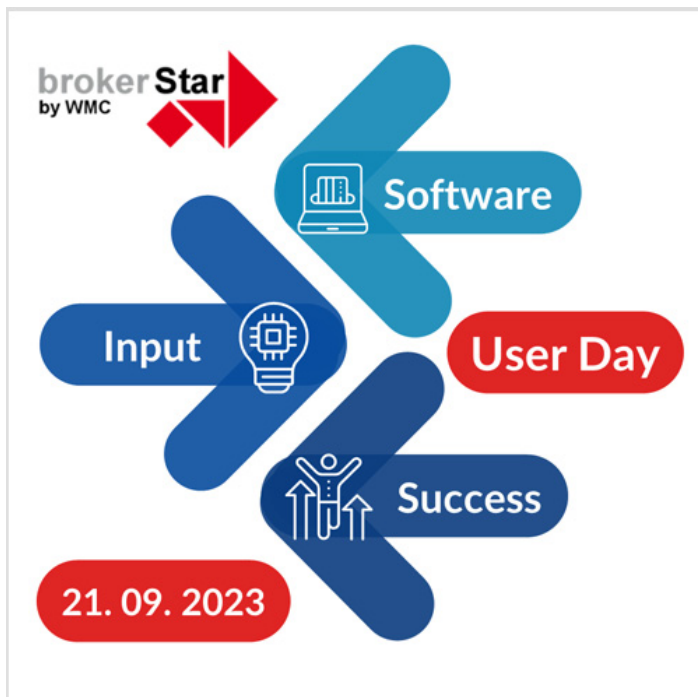 broker Star
by WMC
Software
Input
User Day
Success
21. 09. 2023